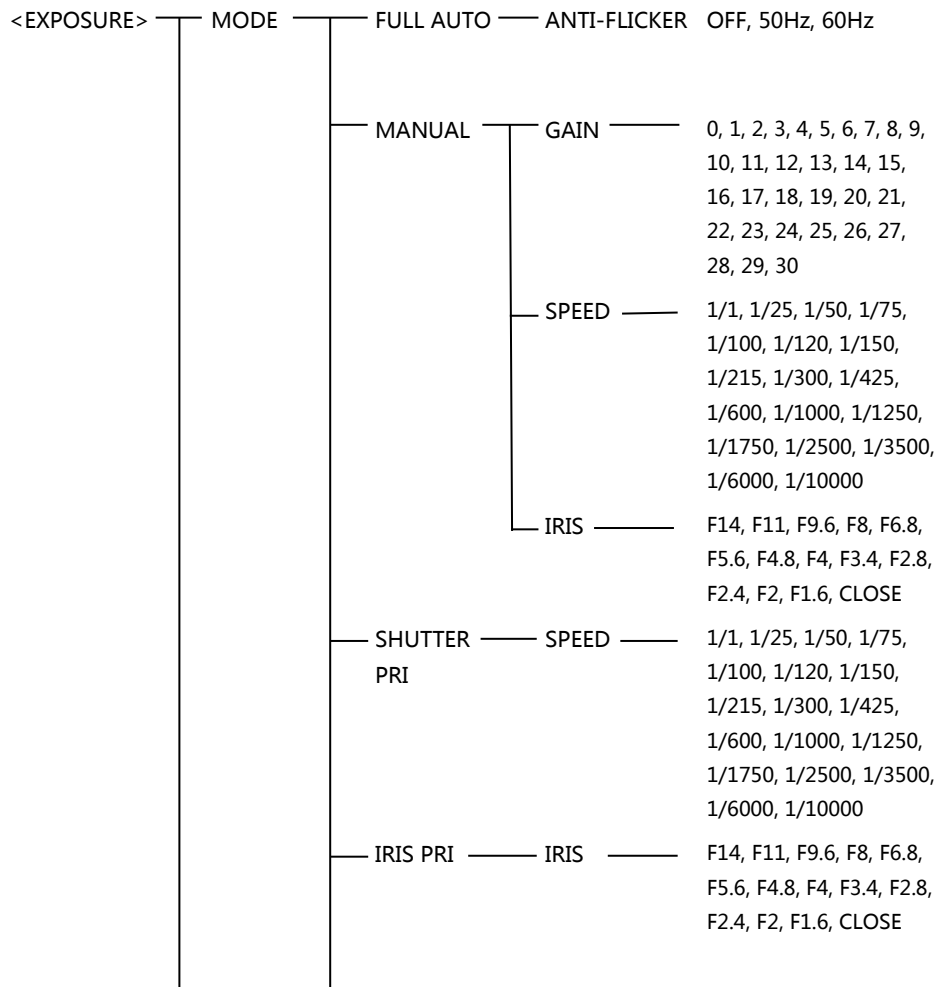 <EXPOSURE> MODE FULL AUTO ANTI-FLICKER OFF, 50Hz, 60Hz
MANUAL GAIN 0, 1, 2, 3, 4, 5, 6, 7, 8, 9,
10, 11, 12, 13, 14, 15,
16, 17, 18, 19, 20, 21,
22, 23, 24, 25, 26, 27,
28, 29, 30
SPEED 1/1, 1/25, 1/50, 1/75,
1/100, 1/120, 1/150,
1/215, 1/300, 1/425,
1/600, 1/1000, 1/1250,
1/1750, 1/2500, 1/3500,
1/6000, 1/10000
IRIS F14, F11, F9.6, F8, F6.8,
F5.6, F4.8, F4, F3.4, F2.8,
F2.4, F2, F1.6, CLOSE
SHUTTER SPEED 1/1, 1/25, 1/50, 1/75,
PRI 1/100, 1/120, 1/150,
1/215, 1/300, 1/425,
1/600, 1/1000, 1/1250,
1/1750, 1/2500, 1/3500,
1/6000, 1/10000
IRIS PRI IRIS F14, F11, F9.6, F8, F6.8,
F5.6, F4.8, F4, F3.4, F2.8,
F2.4, F2, F1.6, CLOSE